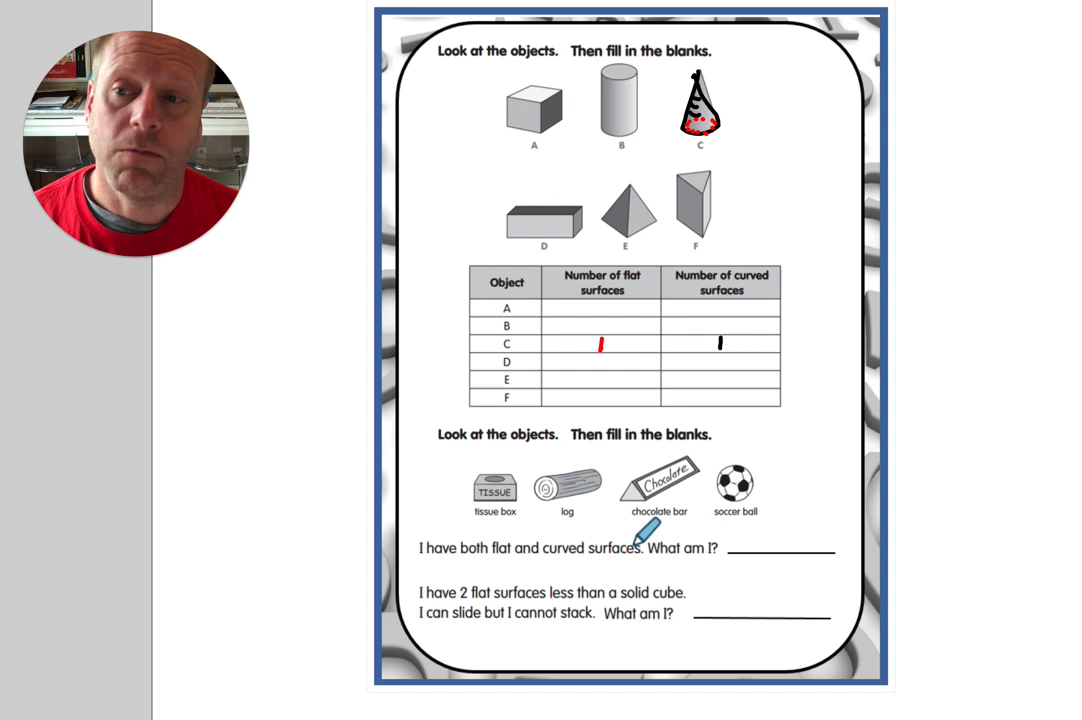 Look at the objects. Then fill in the blanks.
A
B
C
D
E
F
Object
Number of flat surfaces
Number of curved surfaces
A
B
C 1 1
D
E
F
Look at the objects. Then fill in the blanks.
TISSUE
Chocolate
tissue box
log
chocolate bar
soccer ball
I have both flat and curved surfaces. What am I?
I have 2 flat surfaces less than a solid cube.
I can slide but I cannot stack. What am I?